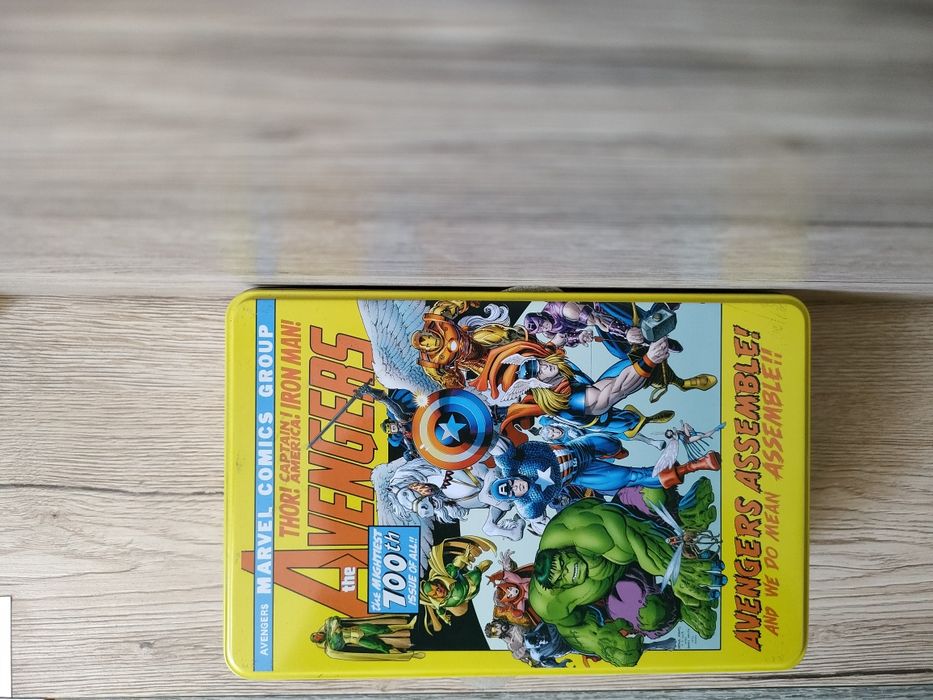 AVENGERS MARVEL COMICS GROUP
THOR! CAPTAIN AMERICA! IRON MAN!
the AVENGERS
the MIGHTIEST
100th
ISSUE OF ALL!!
AVENGERS ASSEMBLE!
AND WE DO MEAN ASSEMBLE!!